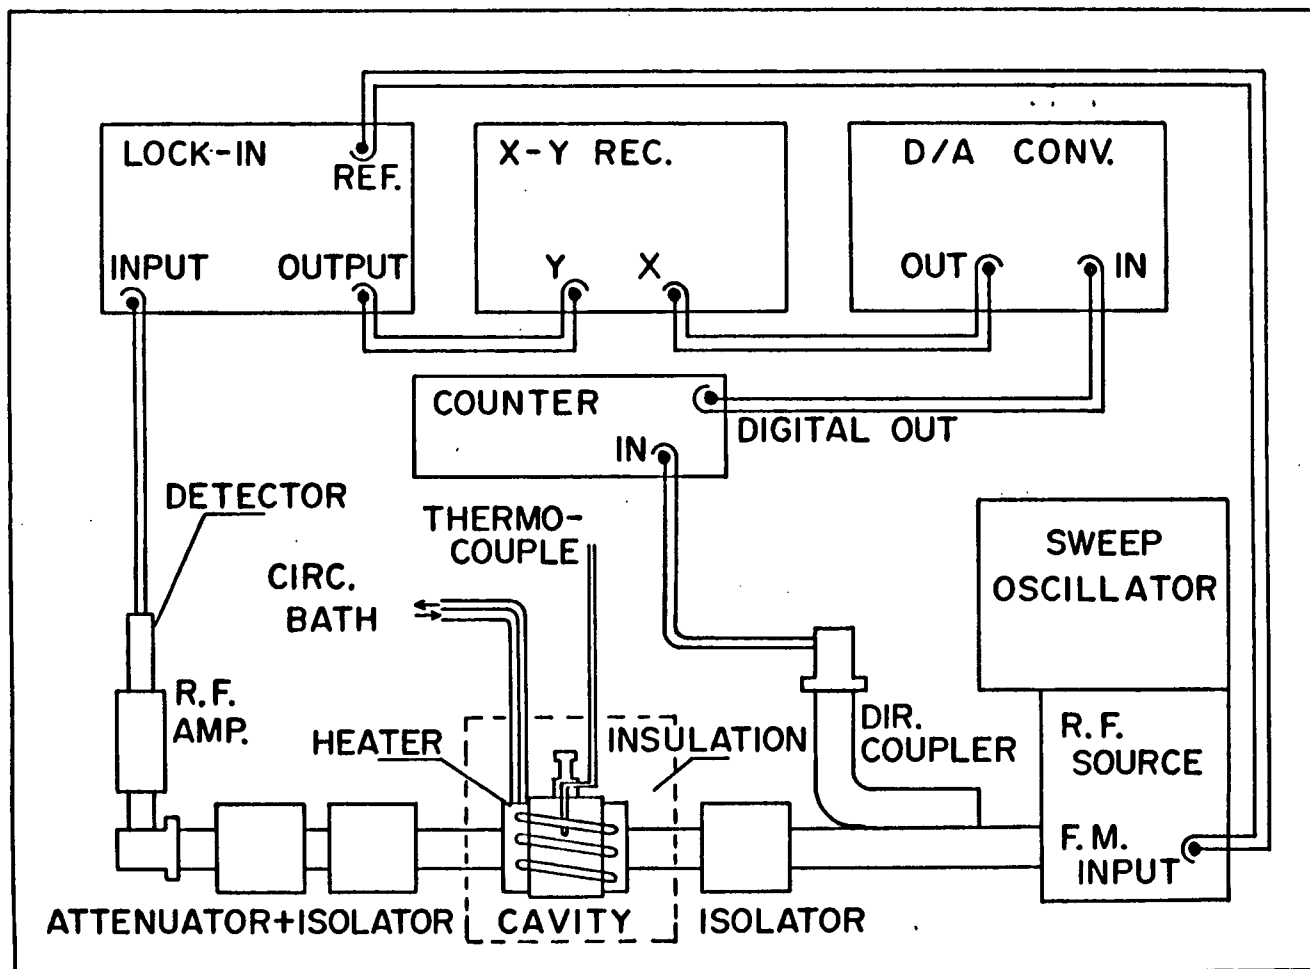 LOCK-IN
REF.
INPUT
OUTPUT
X-Y REC.
Y
X
D/A CONV.
OUT
IN
COUNTER
IN
DIGITAL OUT
DETECTOR
THERMO-
COUPLE
CIRC.
BATH
SWEEP
OSCILLATOR
R.F.
AMP.
HEATER
INSULATION
DIR.
COUPLER
R.F.
SOURCE
F.M.
INPUT
ATTENUATOR+ISOLATOR
CAVITY
ISOLATOR